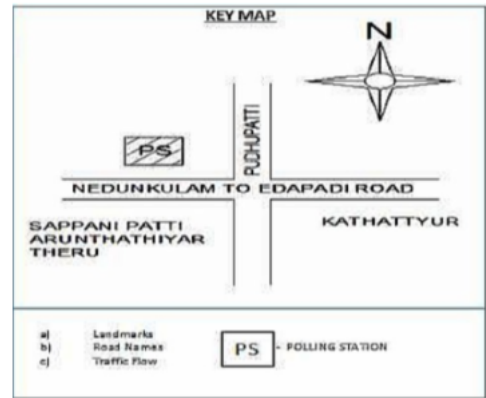 KEY MAP
N
PUDHUPATTI
PS
NEDUNKULAM TO EDAPADI ROAD
SAPPANI PATTI
ARUNTHATHIYAR
THERU
KATHATTYUR
a) Landmarks
b) Road Names
c) Traffic Flow
PS - POLLING STATION